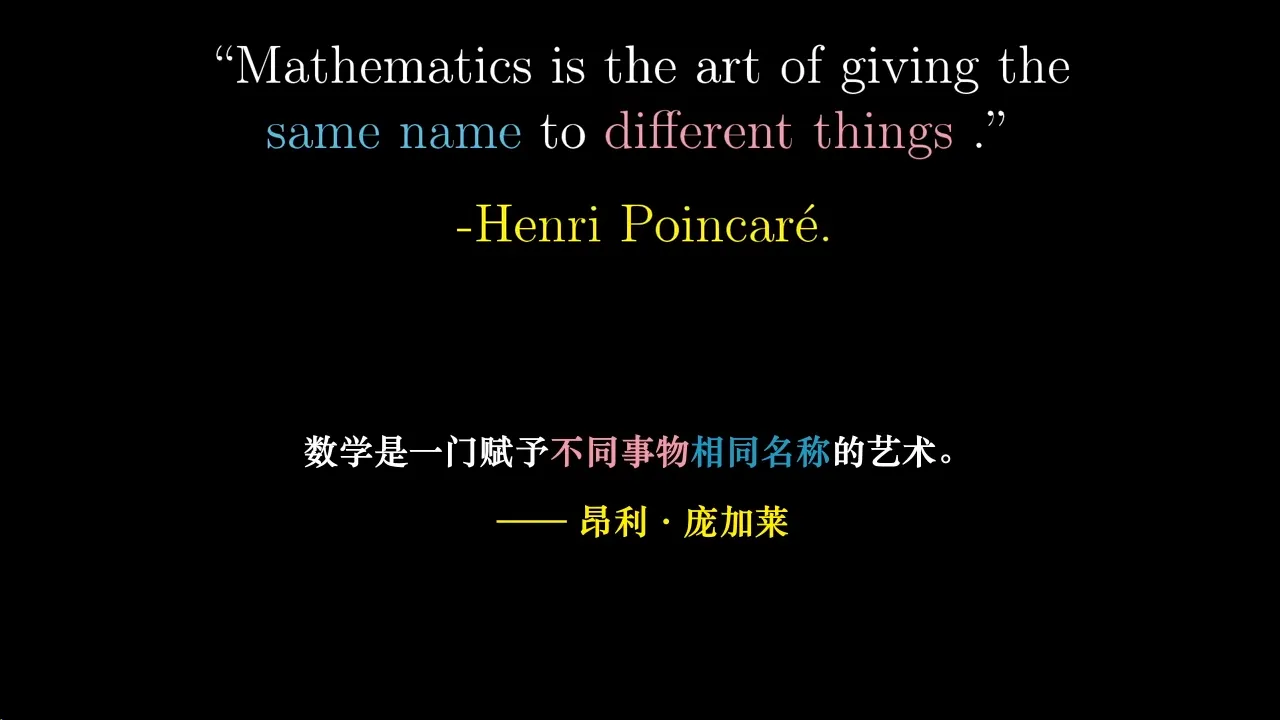 “Mathematics is the art of giving the
same name to different things .”
-Henri Poincaré.
数学是一门赋予不同事物相同名称的艺术。
—— 昂利 · 庞加莱